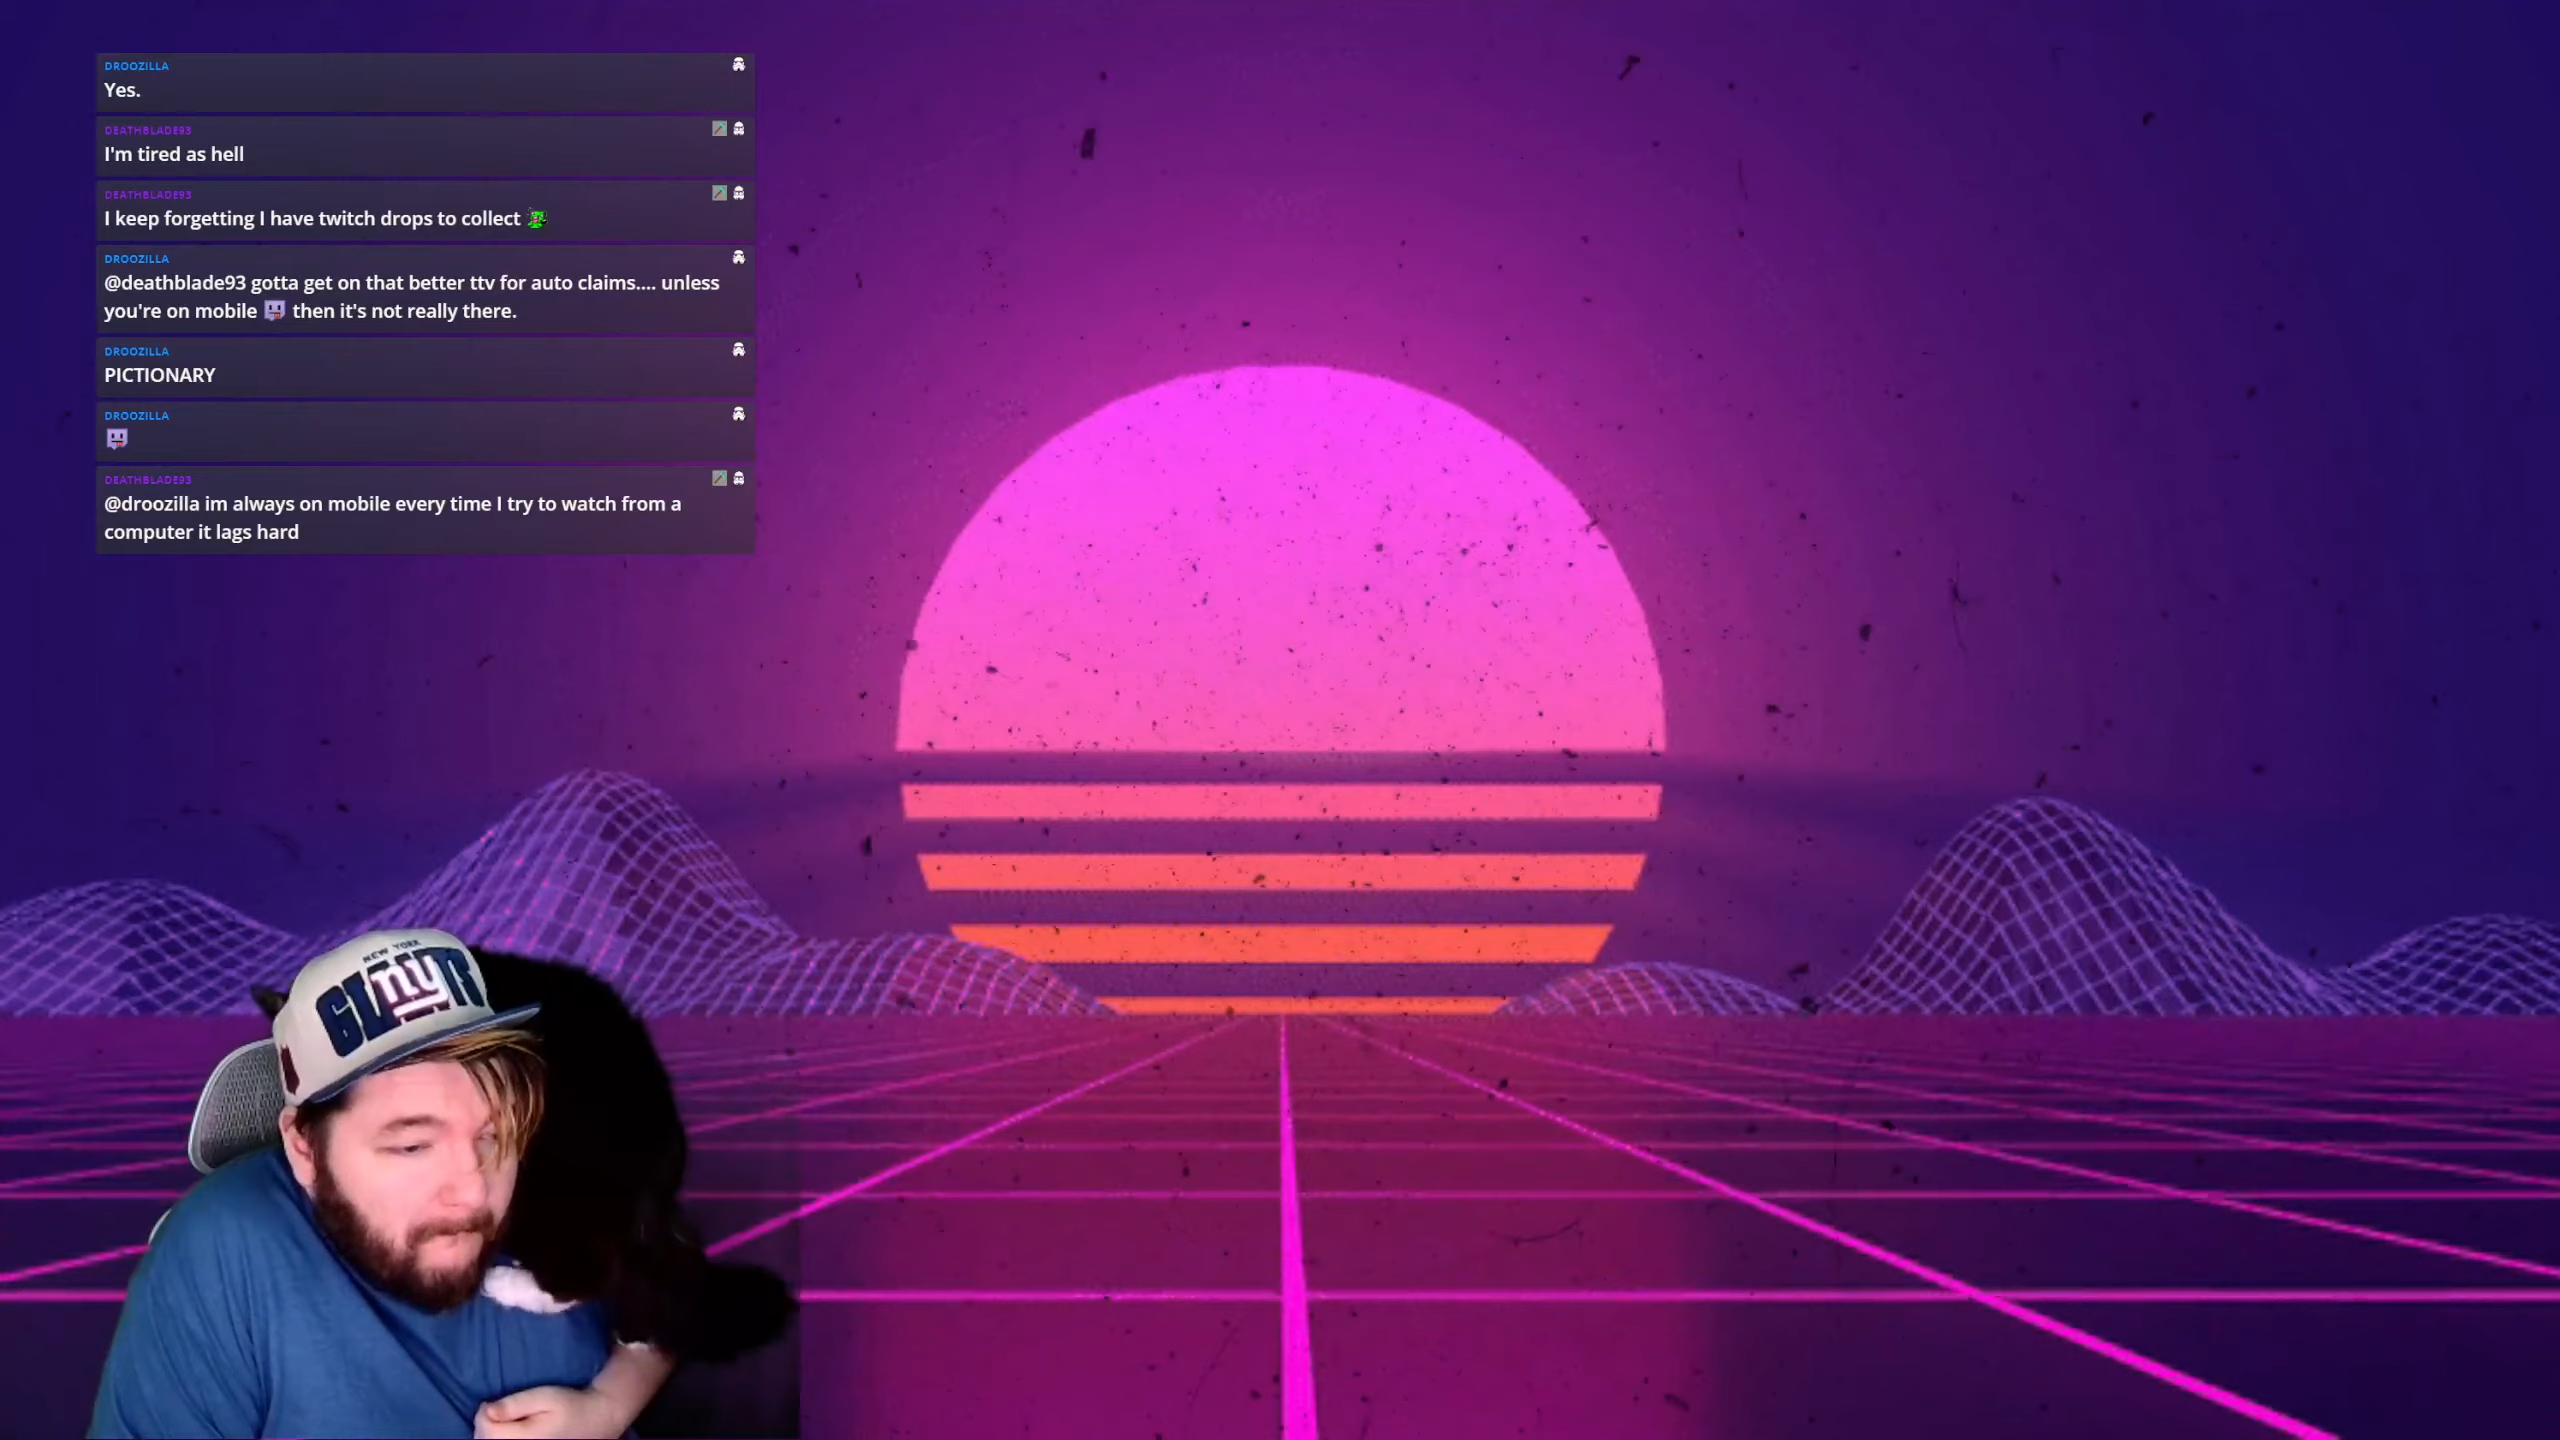 DROOZILLA
Yes.
DEATHBLADE93
I'm tired as hell
DEATHBLADE93
I keep forgetting I have twitch drops to collect
DROOZILLA
@deathblade93 gotta get on that better ttv for auto claims.... unless
you're on mobile then it's not really there.
DROOZILLA
PICTIONARY
DROOZILLA
DEATHBLADE93
@droozilla im always on mobile every time I try to watch from a
computer it lags hard
NEW YORK
GIANTS
ny